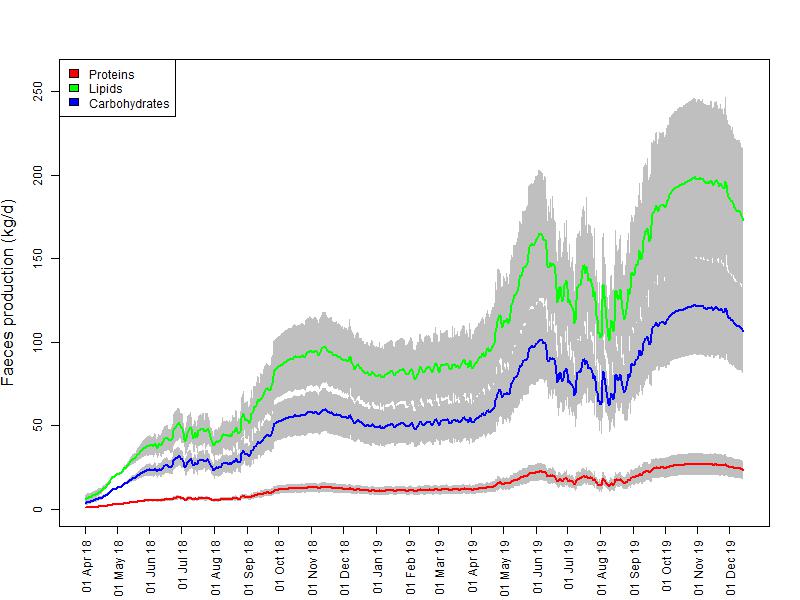 Proteins
Lipids
Carbohydrates
Faeces production (kg/d)
250
200
150
100
50
0
01 Apr 18
01 May 18
01 Jun 18
01 Jul 18
01 Aug 18
01 Sep 18
01 Oct 18
01 Nov 18
01 Dec 18
01 Jan 19
01 Feb 19
01 Mar 19
01 Apr 19
01 May 19
01 Jun 19
01 Jul 19
01 Aug 19
01 Sep 19
01 Oct 19
01 Nov 19
01 Dec 19